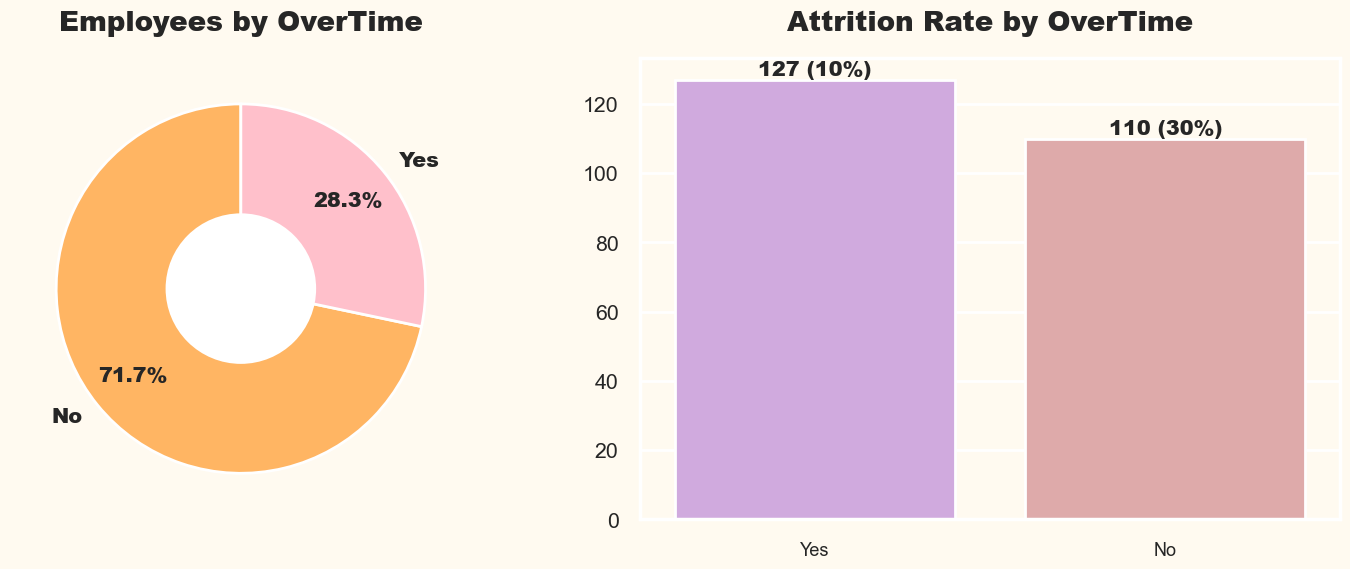 Employees by OverTime
Yes
28.3%
71.7%
No
Attrition Rate by OverTime
127 (10%)
110 (30%)
120
100
80
60
40
20
0
Yes
No